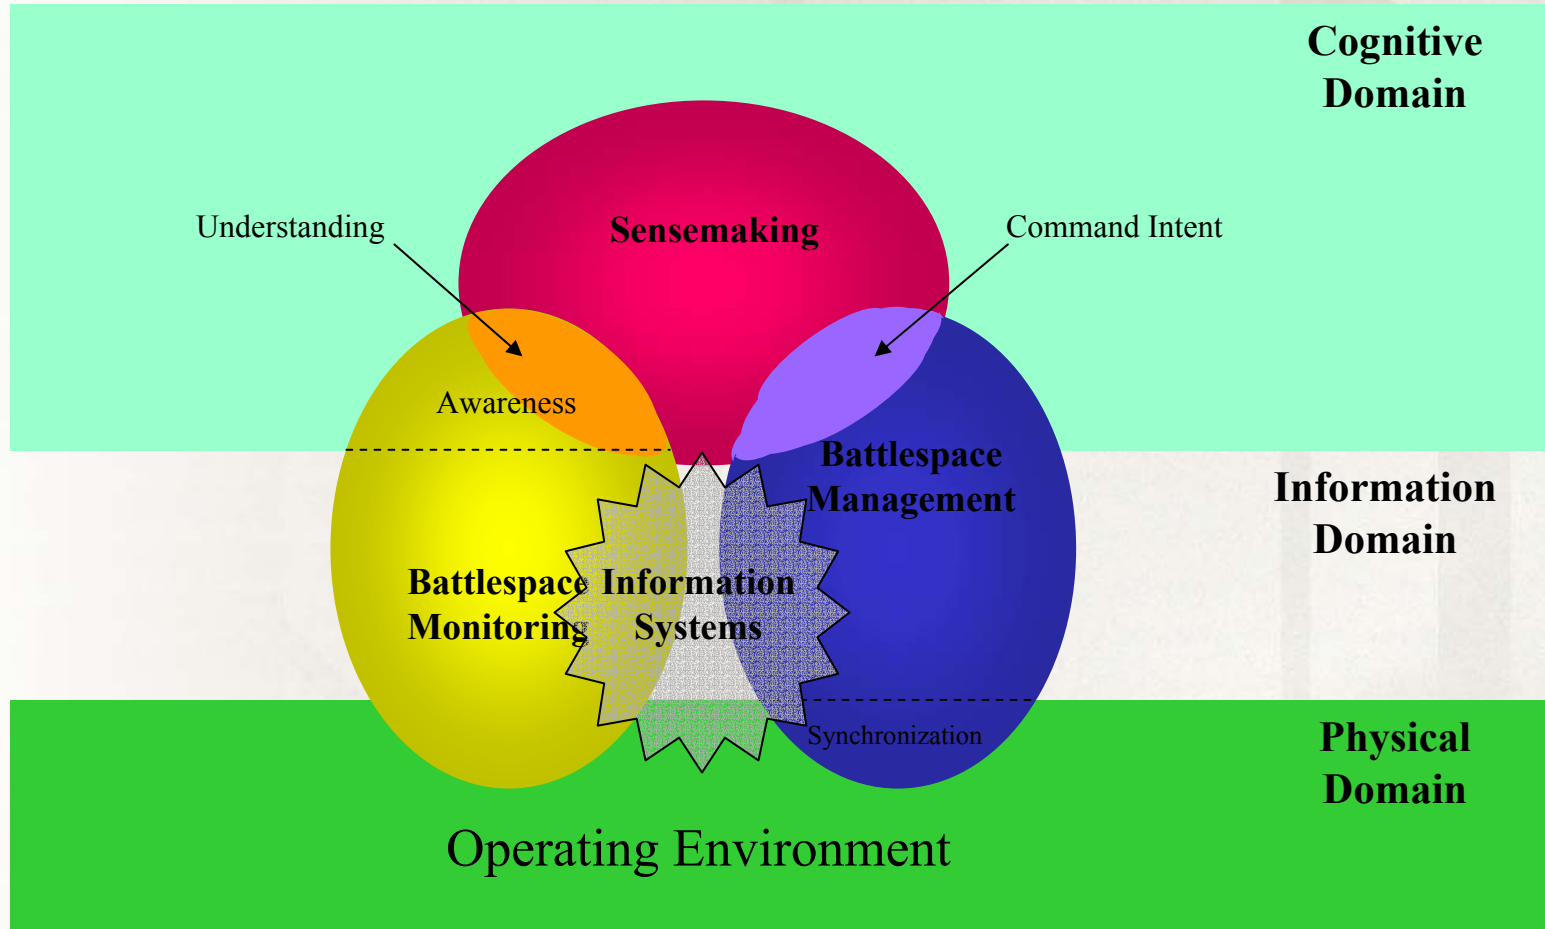 Cognitive
Domain
Understanding
Sensemaking
Command Intent
Awareness
Battlespace
Management
Information
Domain
Battlespace
Monitoring
Information
Systems
Synchronization
Physical
Domain
Operating Environment